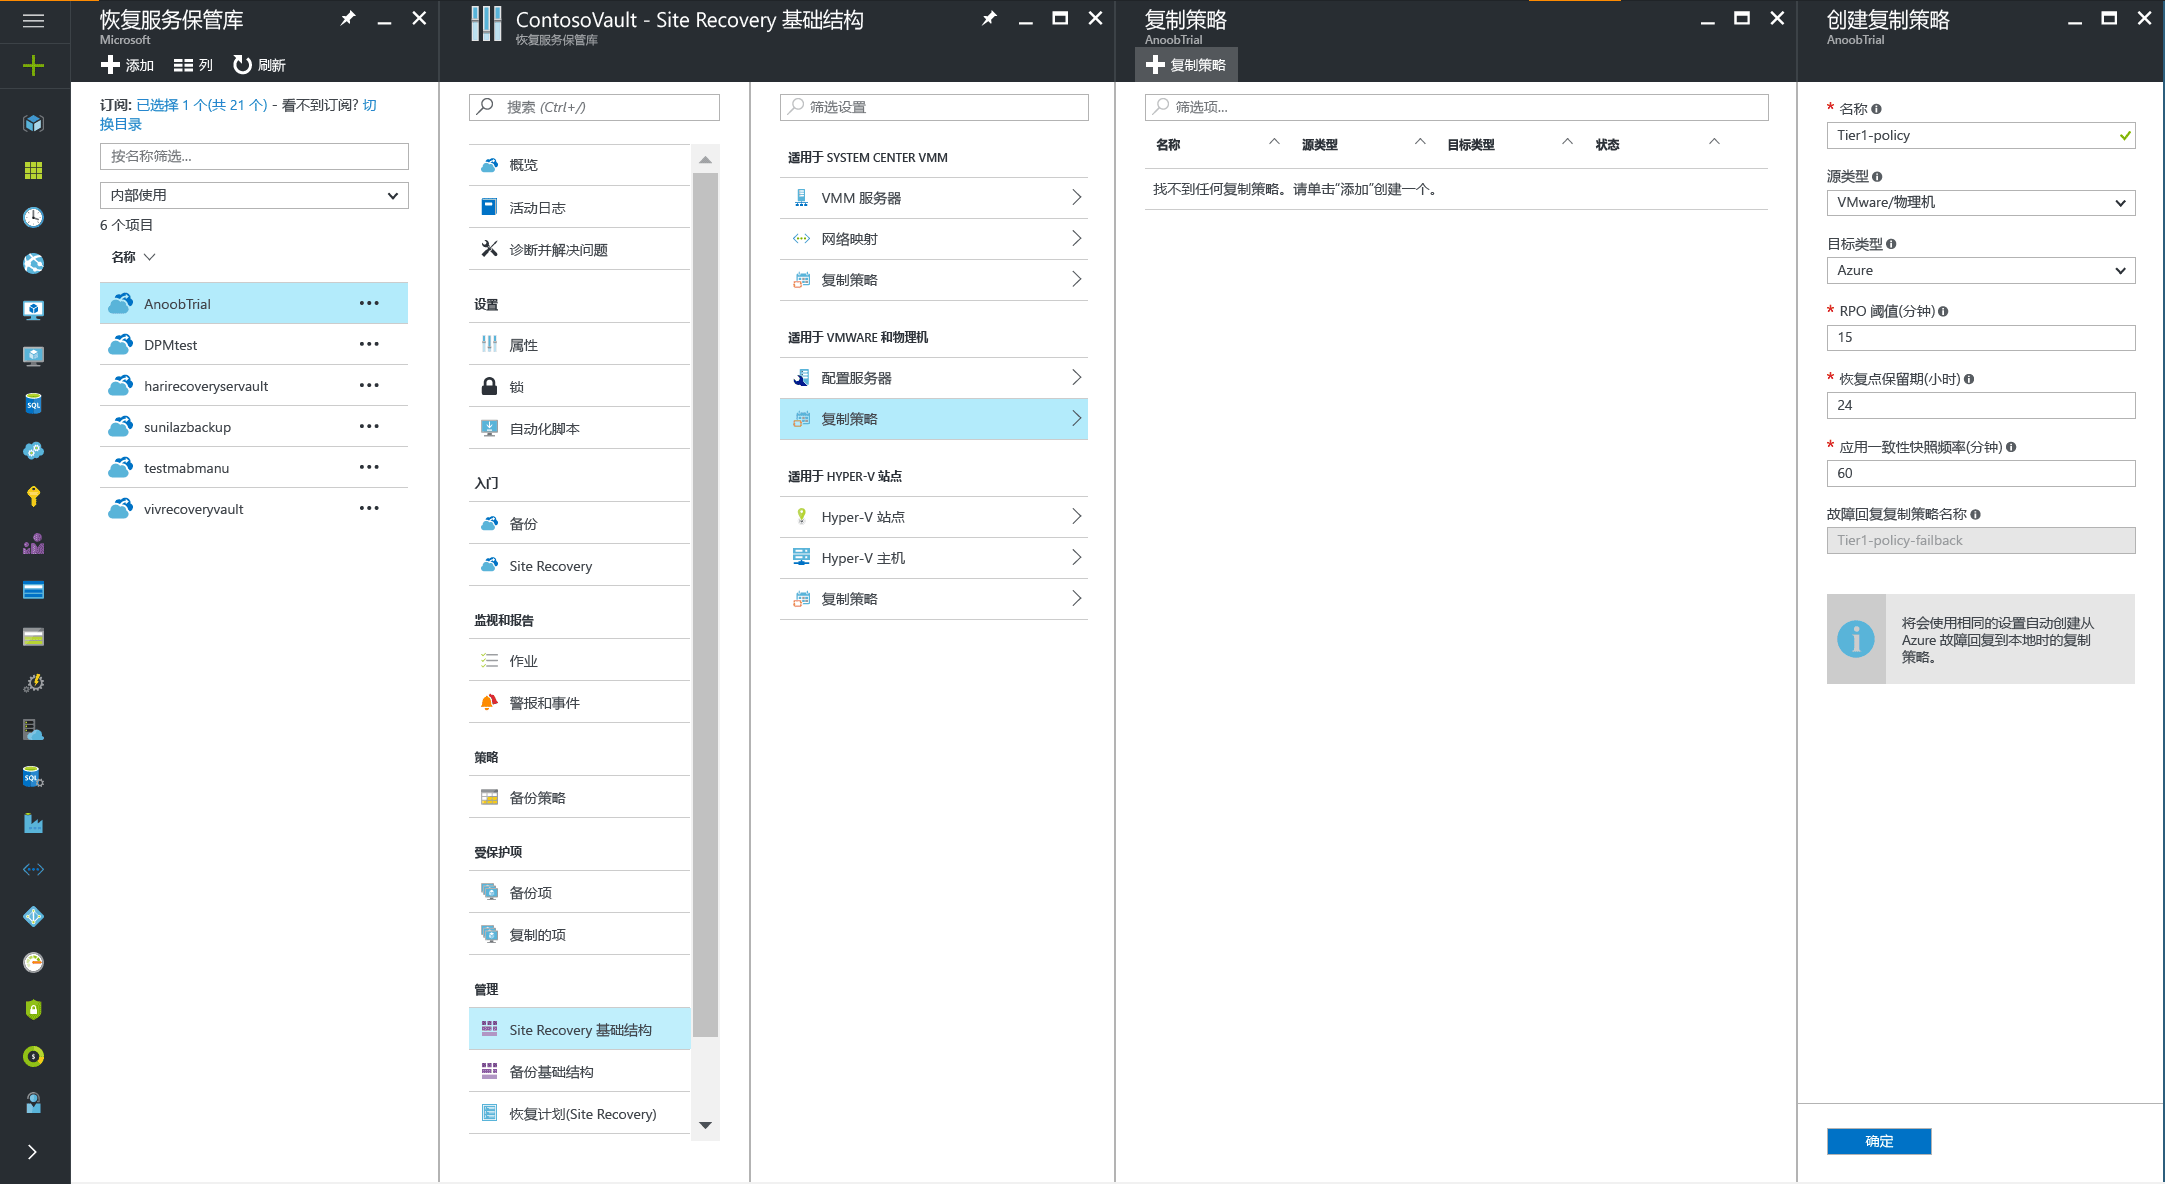 恢复服务保管库
Microsoft
添加
列
刷新
订阅: 已选择 1 个(共 21 个) - 看不到订阅? 切
换目录
按名称筛选...
内部使用
6 个项目
名称
AnoobTrial
DPMtest
harirecoveryservault
sunilazbackup
testmabmanu
vivrecoveryvault
ContosoVault - Site Recovery 基础结构
恢复服务保管库
搜索 (Ctrl+/)
概览
活动日志
诊断并解决问题
设置
属性
锁
自动化脚本
入门
备份
Site Recovery
监视和报告
作业
警报和事件
策略
备份策略
受保护项
备份项
复制的项
管理
Site Recovery 基础结构
备份基础结构
恢复计划(Site Recovery)
筛选设置
适用于 SYSTEM CENTER VMM
VMM 服务器
网络映射
复制策略
适用于 VMWARE 和物理机
配置服务器
复制策略
适用于 HYPER-V 站点
Hyper-V 站点
Hyper-V 主机
复制策略
复制策略
AnoobTrial
复制策略
筛选项...
名称 源类型 目标类型 状态
找不到任何复制策略。请单击“添加”创建一个。
创建复制策略
AnoobTrial
* 名称
Tier1-policy
源类型
VMware/物理机
目标类型
Azure
* RPO 阈值(分钟)
15
* 恢复点保留期(小时)
24
* 应用一致性快照频率(分钟)
60
故障回复复制策略名称
Tier1-policy-failback
将会使用相同的设置自动创建从
Azure 故障回复到本地时的复制
策略。
确定